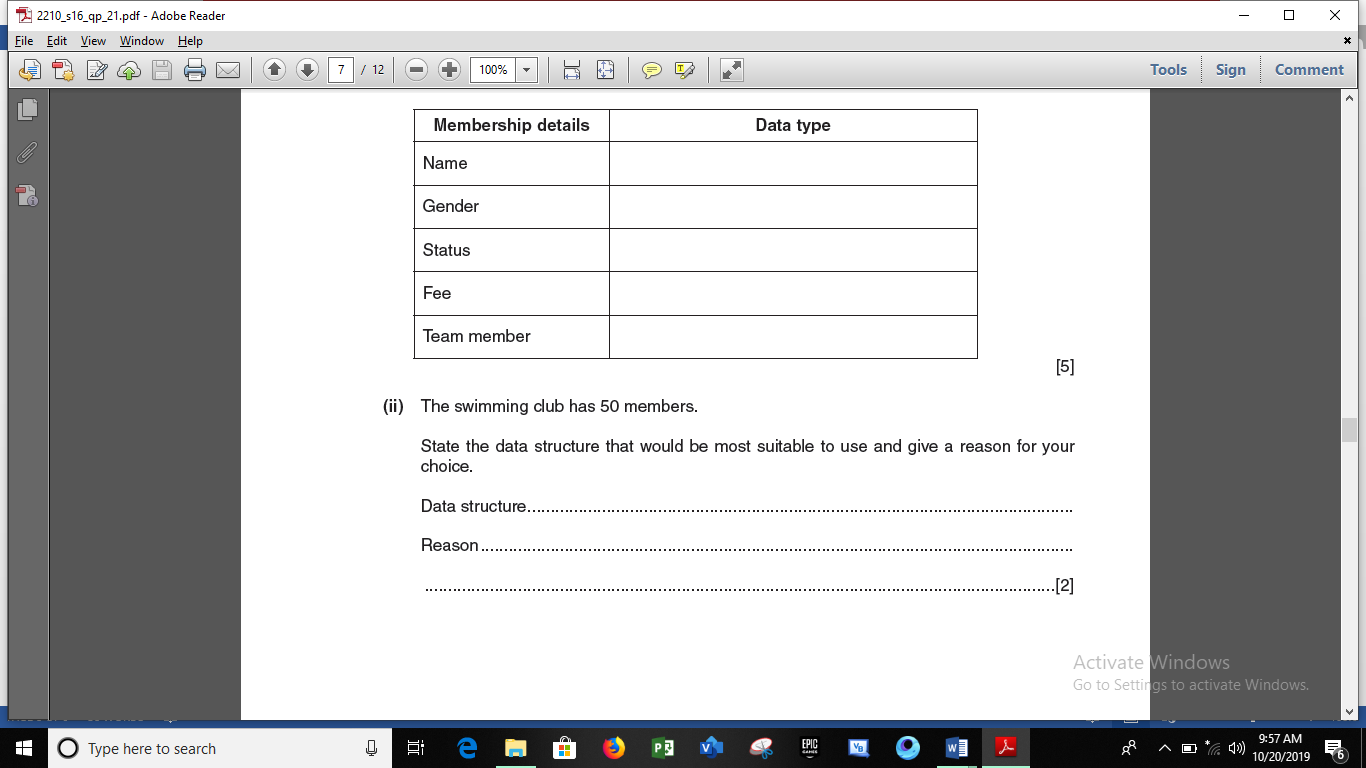 2210_s16_qp_21.pdf - Adobe Reader
File Edit View Window Help
7 / 12 100% Tools Sign Comment
Membership details Data type
Name
Gender
Status
Fee
Team member
[5]
(ii) The swimming club has 50 members.
State the data structure that would be most suitable to use and give a reason for your
choice.
Data structure
Reason
[2]
Activate Windows
Go to Settings to activate Windows.
Type here to search
9:57 AM
10/20/2019
6